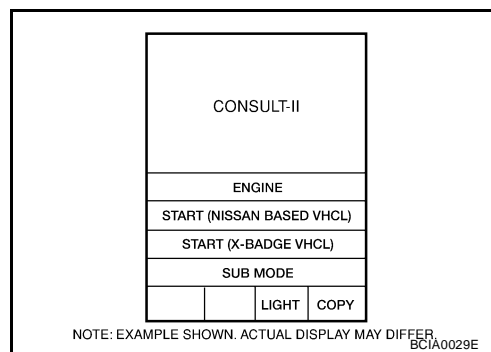 CONSULT-II
ENGINE
START (NISSAN BASED VHCL)
START (X-BADGE VHCL)
SUB MODE
LIGHT COPY
NOTE: EXAMPLE SHOWN. ACTUAL DISPLAY MAY DIFFER.
BCIA0029E